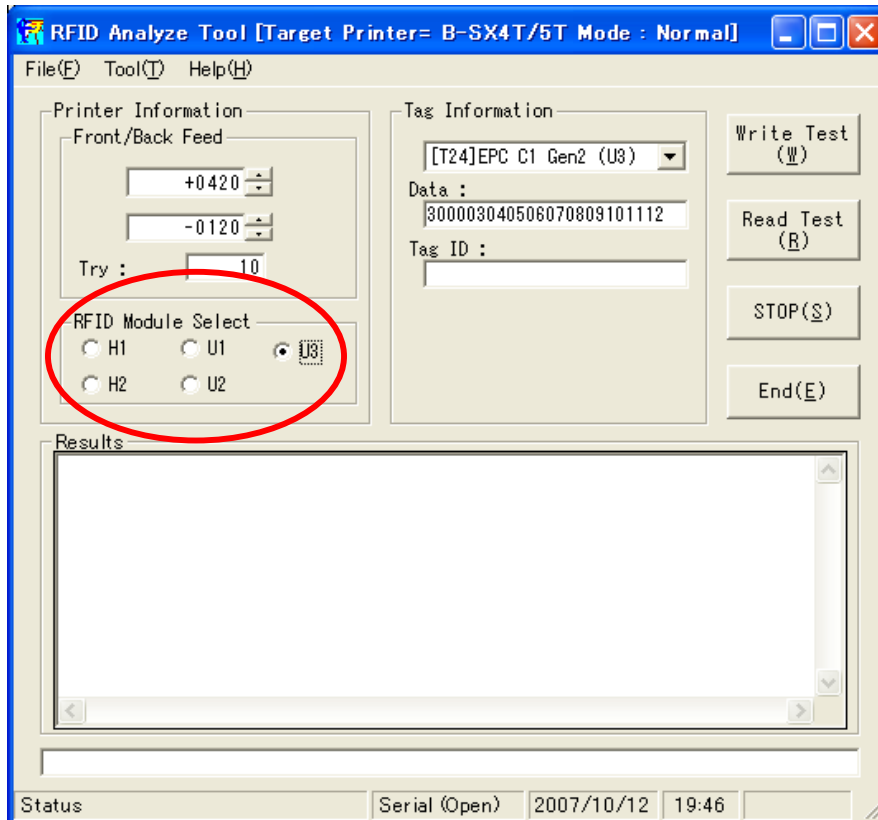 RFID Analyze Tool [Target Printer= B-SX4T/5T Mode : Normal]
File(F) Tool(T) Help(H)
Printer Information
Front/Back Feed
+0420
-0120
Try : 10
RFID Module Select
H1 U1 U3
H2 U2
Tag Information
[T24]EPC C1 Gen2 (U3)
Data :
300003040506070809101112
Tag ID :
Write Test
(W)
Read Test
(R)
STOP(S)
End(E)
Results
Status Serial (Open) 2007/10/12 19:46